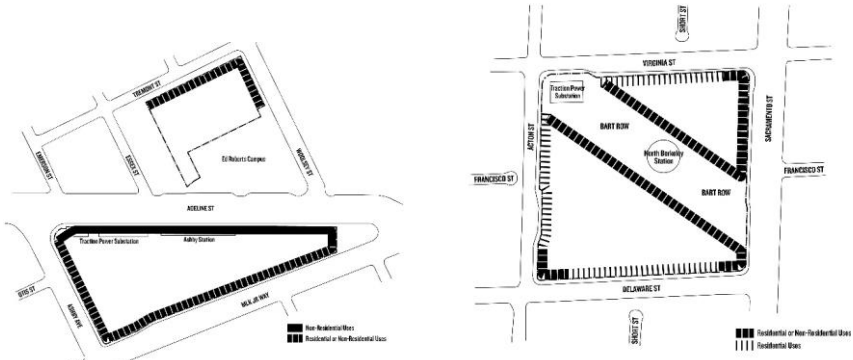 TREMONT ST
EMERSON ST
ESSEX ST
WOOLSEY ST
Ed Roberts Campus
ADELINE ST
Traction Power Substation
Ashby Station
OTIS ST
ASHBY AVE
MLK JR WAY
Non-Residential Uses
Residential or Non-Residential Uses
SHORT ST
VIRGINIA ST
Traction Power
Substation
ACTON ST
BART ROW
SACRAMENTO ST
North Berkeley
Station
FRANCISCO ST
FRANCISCO ST
BART ROW
DELAWARE ST
SHORT ST
Residential or Non-Residential Uses
Residential Uses